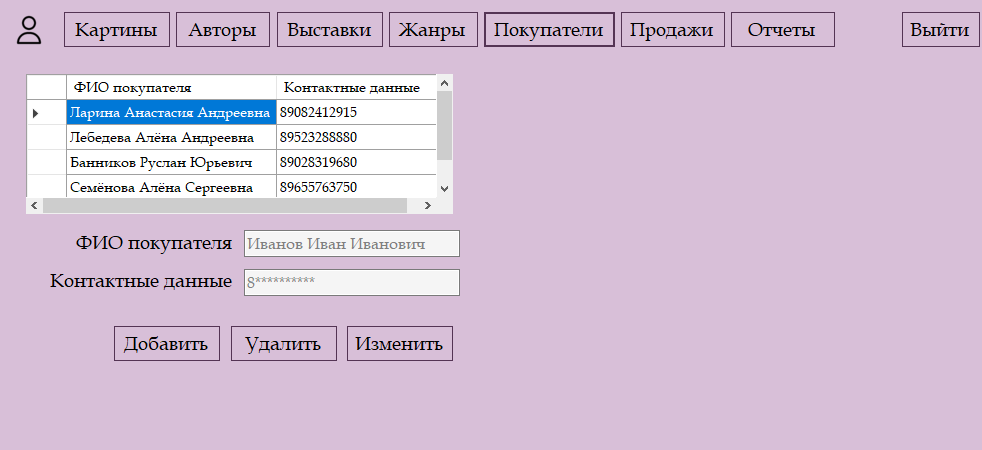 Картины Авторы Выставки Жанры Покупатели Продажи Отчеты Выйти
ФИО покупателя Контактные данные
Ларина Анастасия Андреевна 89082412915
Лебедева Алёна Андреевна 89523288880
Банников Руслан Юрьевич 89028319680
Семёнова Алёна Сергеевна 89655763750
ФИО покупателя Иванов Иван Иванович
Контактные данные 8**********
Добавить Удалить Изменить